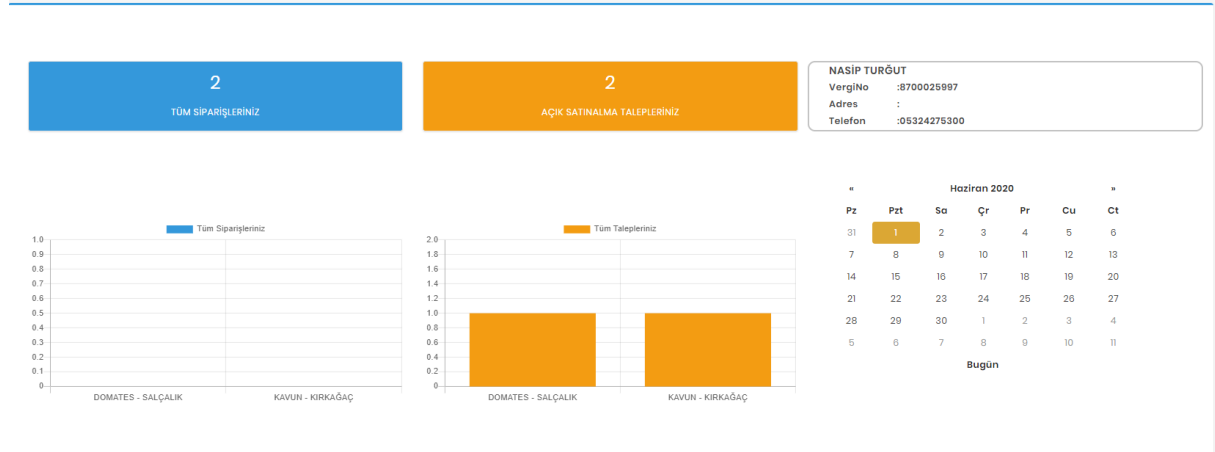 2
TÜM SİPARİŞLERİNİZ
2
AÇIK SATINALMA TALEPLERİNİZ
NASİP TURĞUT
VergiNo :8700025997
Adres :
Telefon :05324275300
Tüm Siparişleriniz
1.0
0.9
0.8
0.7
0.6
0.5
0.4
0.3
0.2
0.1
0
DOMATES - SALÇALIK KAVUN - KIRKAĞAÇ
Tüm Talepleriniz
2.0
1.8
1.6
1.4
1.2
1.0
0.8
0.6
0.4
0.2
0
DOMATES - SALÇALIK KAVUN - KIRKAĞAÇ
« Haziran 2020 »
Pz Pzt Sa Çr Pr Cu Ct
31 1 2 3 4 5 6
7 8 9 10 11 12 13
14 15 16 17 18 19 20
21 22 23 24 25 26 27
28 29 30 1 2 3 4
5 6 7 8 9 10 11
Bugün